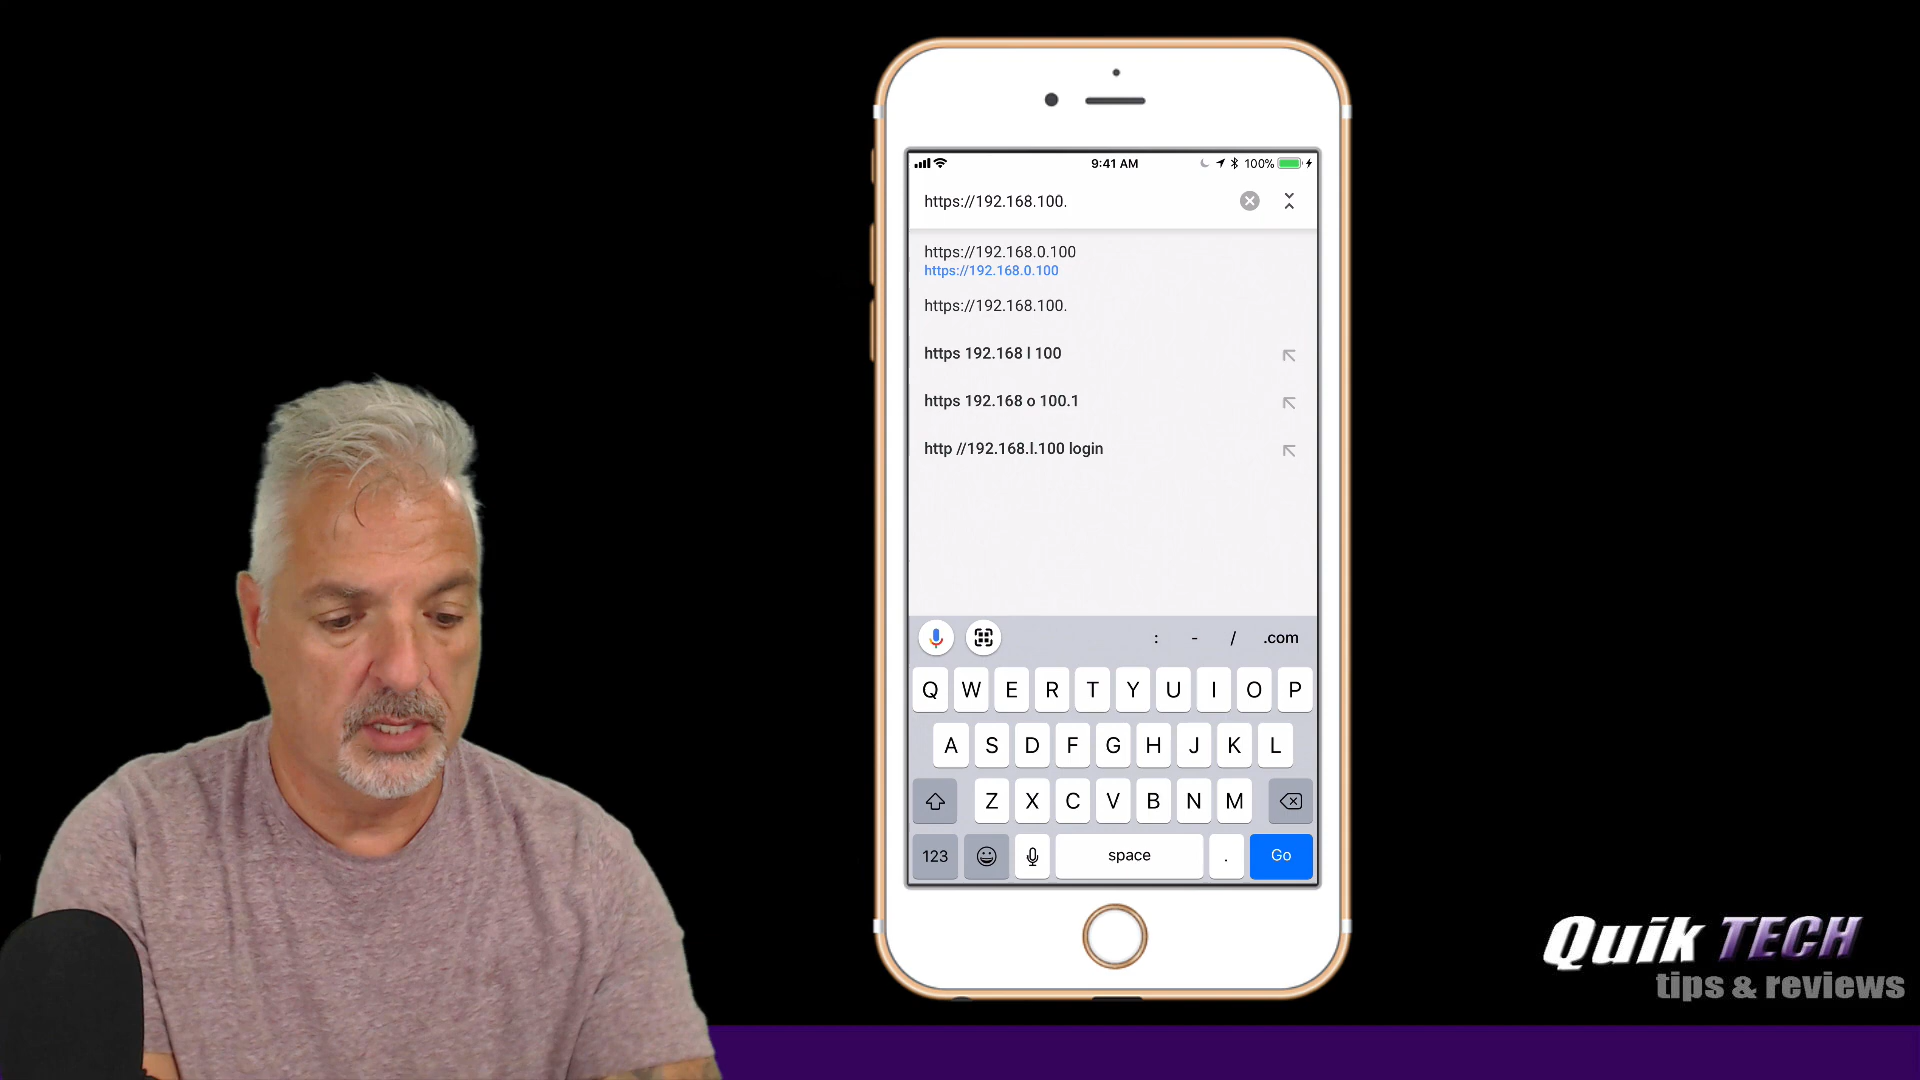 9:41 AM
100%
https://192.168.100.
https://192.168.0.100
https://192.168.0.100
https://192.168.100.
https 192.168 l 100
https 192.168 o 100.1
http //192.168.l.100 login
: - / .com
Q W E R T Y U I O P
A S D F G H J K L
Z X C V B N M
123 space . Go
Quik TECH
tips & reviews